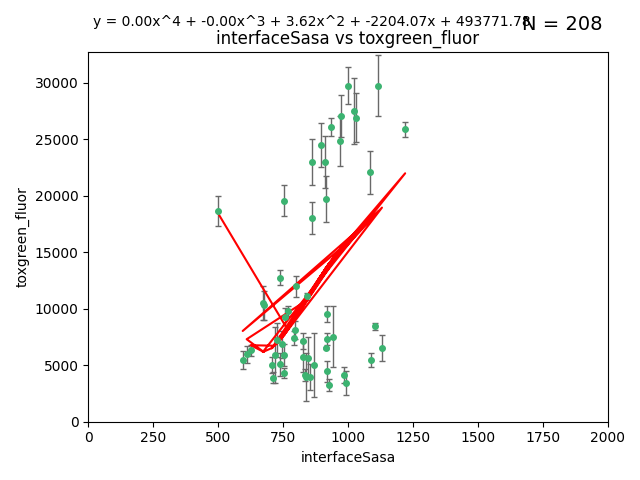 y = 0.00x^4 + -0.00x^3 + 3.62x^2 + -2204.07x + 493771.78
N = 208
interfaceSasa vs toxgreen_fluor
30000
25000
20000
15000
10000
5000
0
toxgreen_fluor
0 250 500 750 1000 1250 1500 1750 2000
interfaceSasa